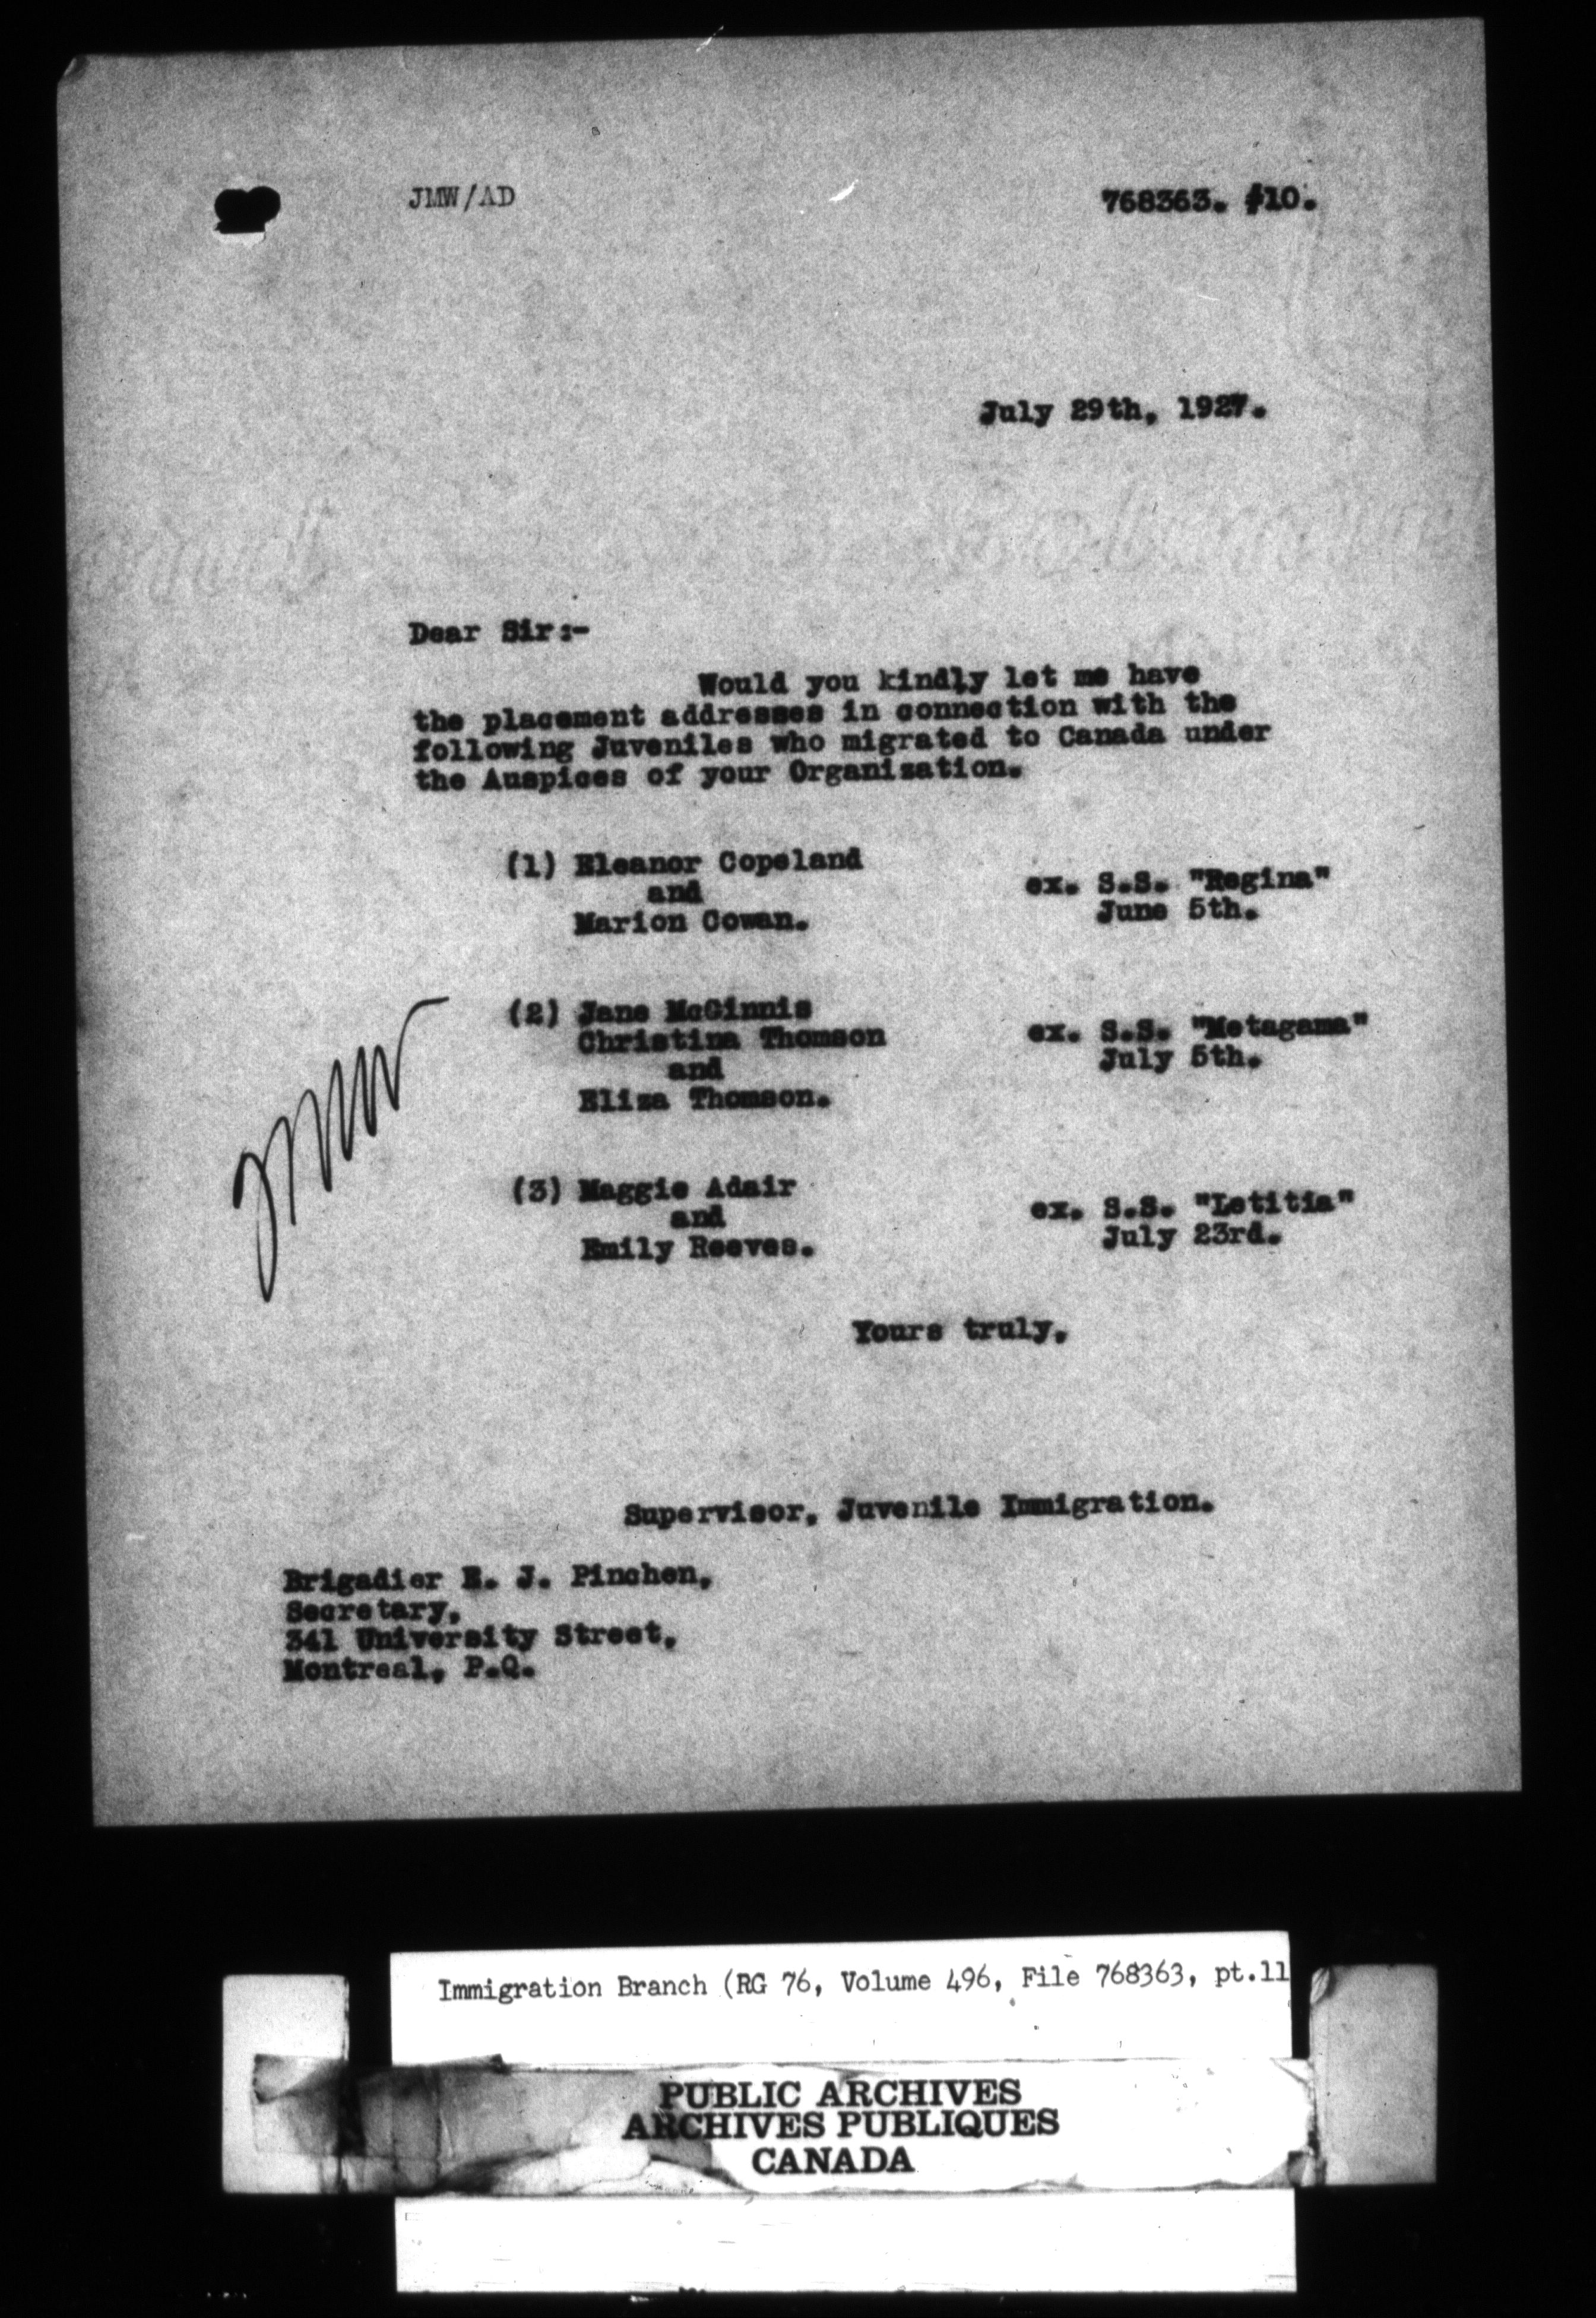 JMW/AD
768363. #10.
July 29th, 1927.
Dear Sir:-
Would you kindly let me have
the placement addresses in connection with the
following Juveniles who migrated to Canada under
the Auspices of your Organization.
(1) Eleanor Copeland
and
Marion Cowan.
ex. S.S. "Regina"
June 5th.
(2) Jane McGinnis
Christina Thomson
and
Eliza Thomson.
ex. S.S. "Metagama"
July 5th.
JMW
(3) Maggie Adair
and
Emily Reeves.
ex. S.S. "Letitia"
July 23rd.
Yours truly,
Supervisor, Juvenile Immigration.
Brigadier E. J. Pinchen,
Secretary,
341 University Street,
Montreal, P.Q.
Immigration Branch (RG 76, Volume 496, File 768363, pt.11
PUBLIC ARCHIVES
ARCHIVES PUBLIQUES
CANADA